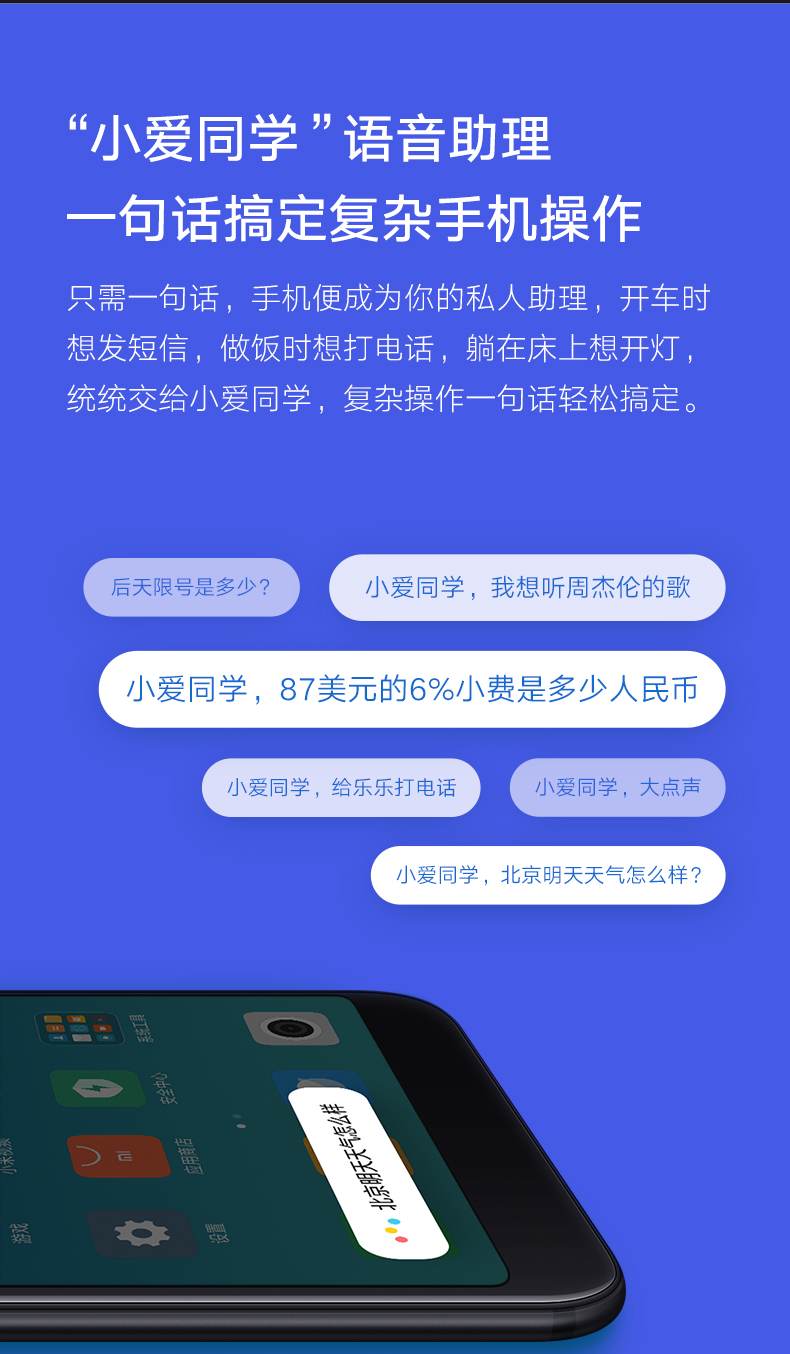 “小爱同学”语音助理
一句话搞定复杂手机操作
只需一句话，手机便成为你的私人助理，开车时
想发短信，做饭时想打电话，躺在床上想开灯，
统统交给小爱同学，复杂操作一句话轻松搞定。
后天限号是多少？
小爱同学，我想听周杰伦的歌
小爱同学，87美元的6%小费是多少人民币
小爱同学，给乐乐打电话
小爱同学，大点声
小爱同学，北京明天天气怎么样？
系统工具
安全中心
小米视频
应用商店
mi
游戏
设置
北京明天天气怎么样